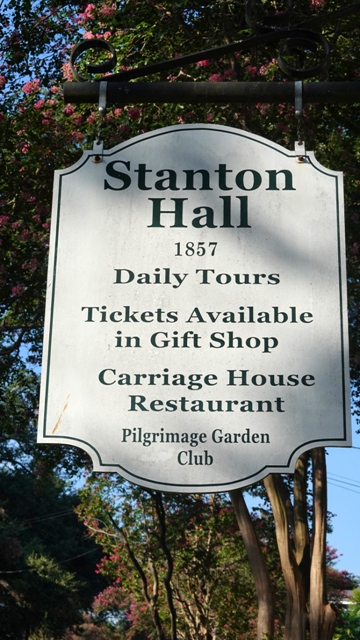 Stanton
Hall
1857
Daily Tours
Tickets Available
in Gift Shop
Carriage House
Restaurant
Pilgrimage Garden
Club